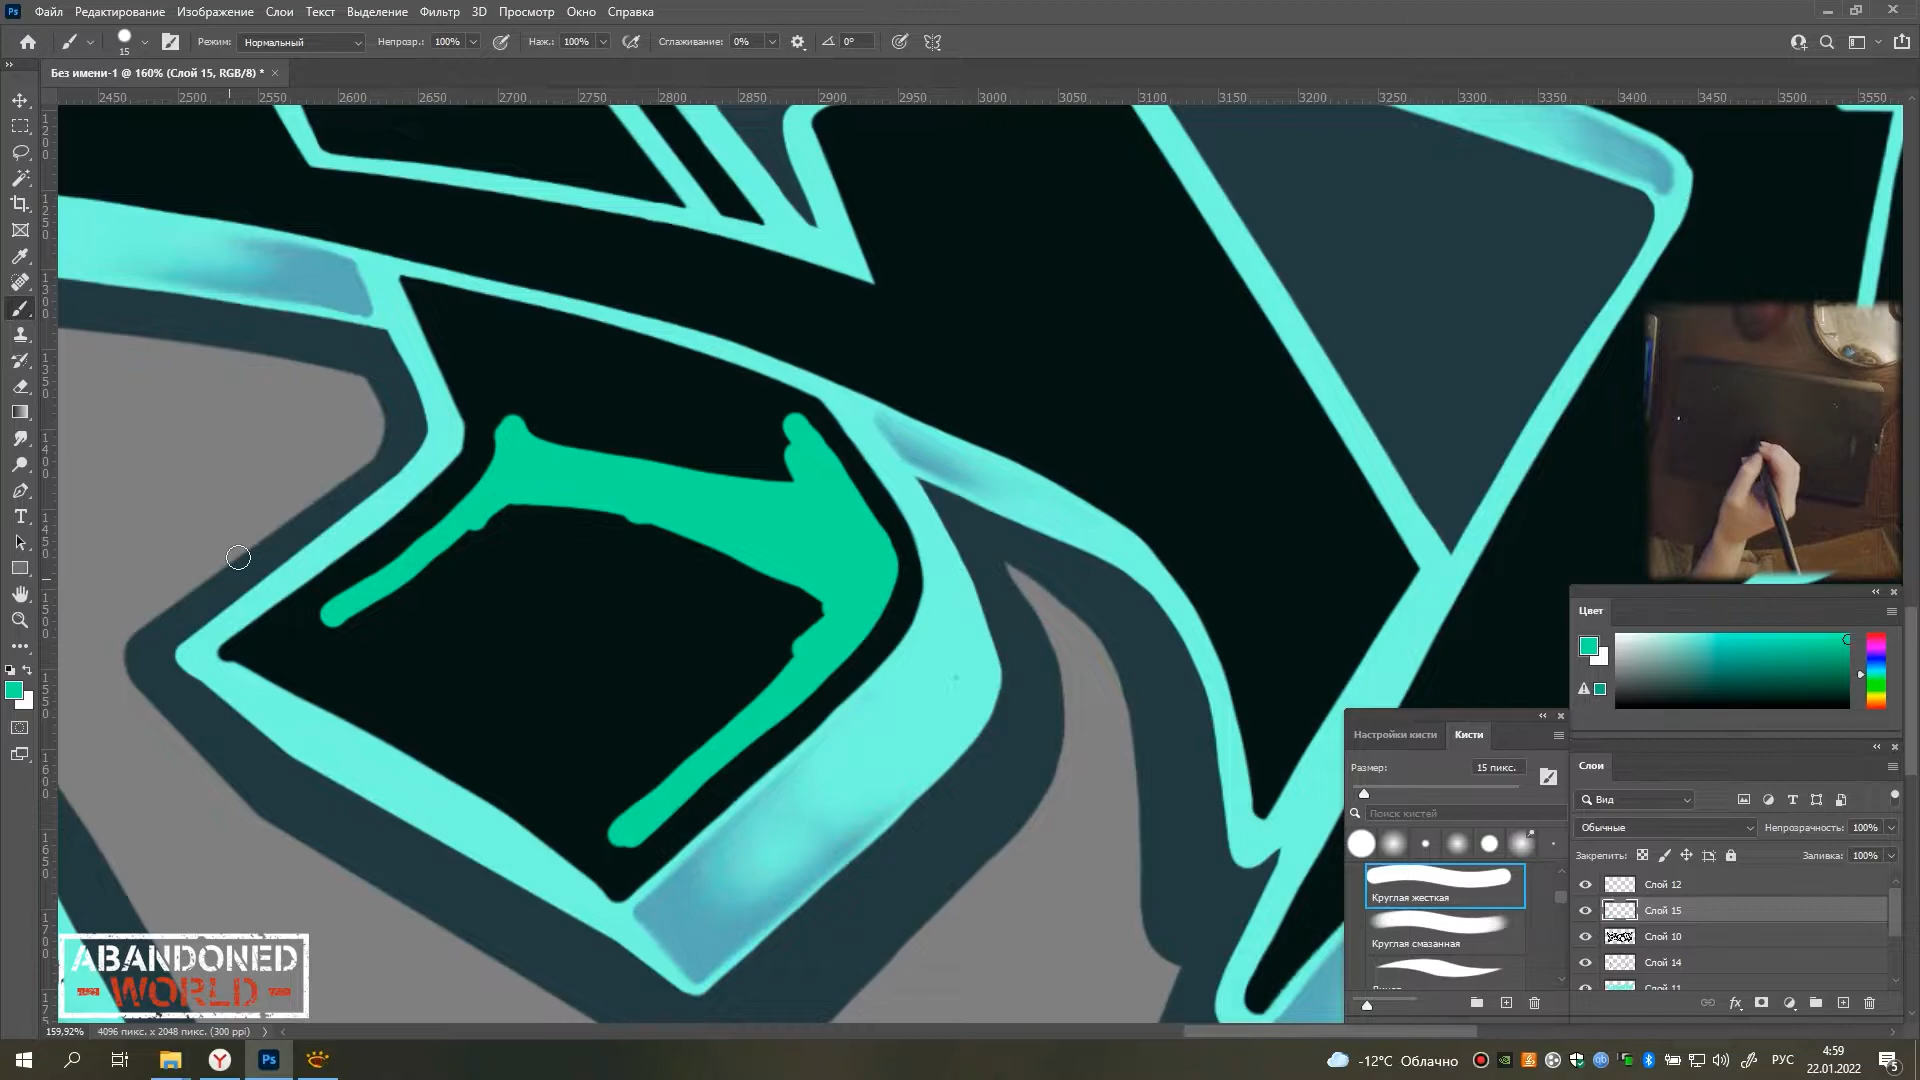 Файл Редактирование Изображение Слои Текст Выделение Фильтр 3D Просмотр Окно Справка
15 Режим: Нормальный Непрозр.: 100% Наж.: 100% Сглаживание: 0% 0°
Без имени-1 @ 160% (Слой 15, RGB/8) *
2450 2500 2550 2600 2650 2700 2750 2800 2850 2900 2950 3000 3050 3100 3150 3200 3250 3300 3350 3400 3450 3500 3550
Цвет
Настройки кисти Кисти
Размер: 15 пикс.
Поиск кистей
Круглая жесткая
Круглая смазанная
Слои
Вид
Обычные Непрозрачность: 100%
Закрепить: Заливка: 100%
Слой 12
Слой 15
Слой 10
Слой 14
Слой 11
ABANDONED
WORLD
159,92% 4096 пикс. x 2048 пикс. (300 ppi)
-12°C Облачно РУС 4:59
22.01.2022 5